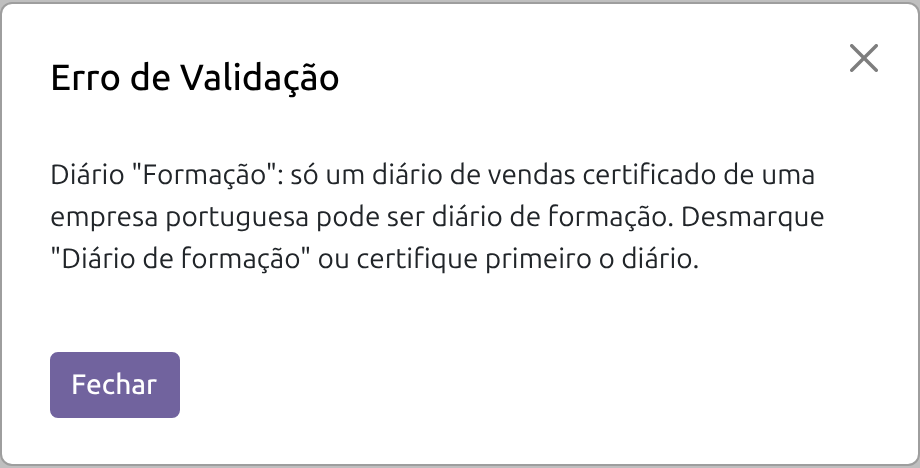 Erro de Validação
Diário "Formação": só um diário de vendas certificado de uma
empresa portuguesa pode ser diário de formação. Desmarque
"Diário de formação" ou certifique primeiro o diário.
Fechar